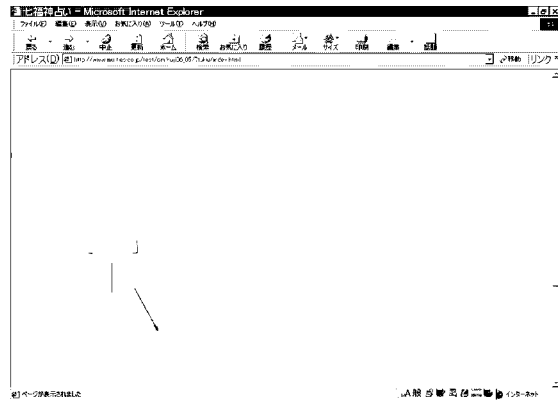 七福神占い - Microsoft Internet Explorer
ファイル(F) 編集(E) 表示(V) お気に入り(A) ツール(T) ヘルプ(H)
戻る 進む 中止 更新 ホーム 検索 お気に入り 履歴 メール サイズ 印刷 編集
アドレス(D) 移動 リンク
ページが表示されました A 般 インターネット